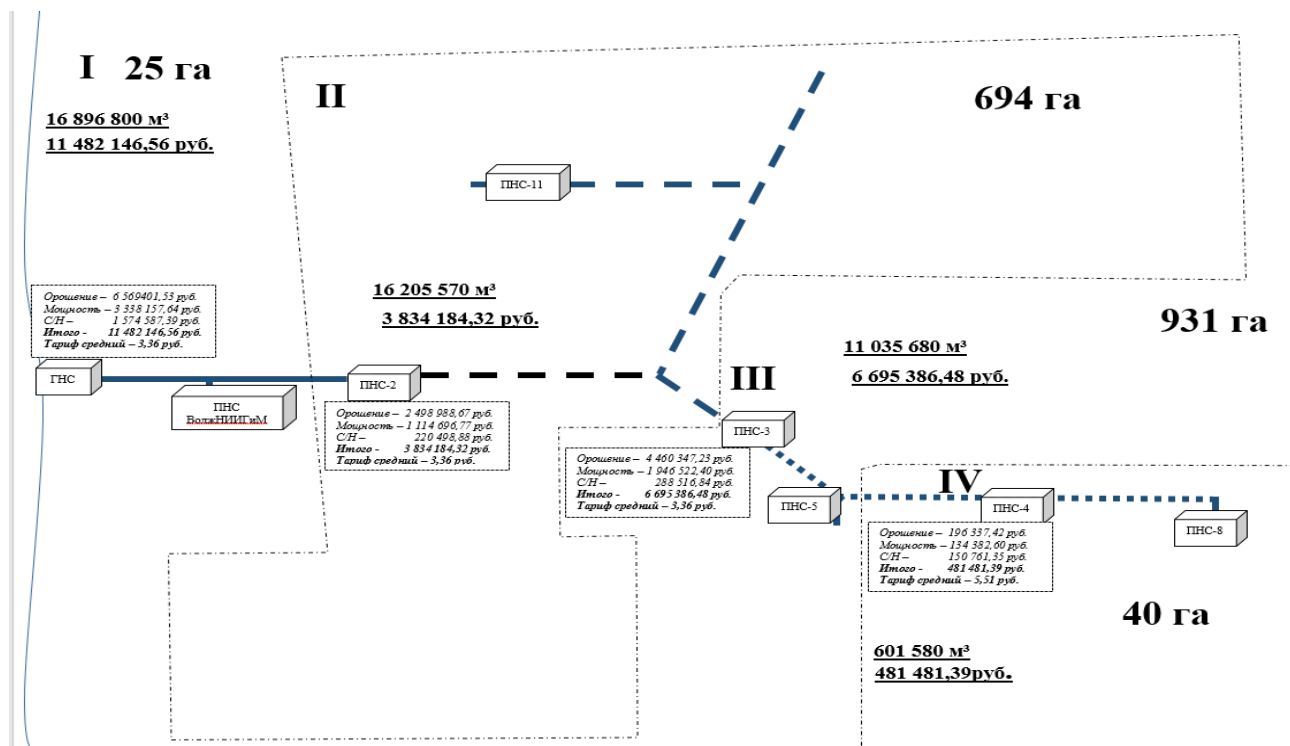 I 25 га
16 896 800 м³
11 482 146,56 руб.
II
694 га
ПНС-11
16 205 570 м³
3 834 184,32 руб.
931 га
11 035 680 м³
6 695 386,48 руб.
Орошение – 6 569401,53 руб.
Мощность – 3 338 157,64 руб.
С/Н – 1 574 587,39 руб.
Итого - 11 482 146,56 руб.
Тариф средний – 3,36 руб.
ГНС
ПНС
ВолжНИИГиМ
ПНС-2
Орошение – 2 498 988,67 руб.
Мощность – 1 114 696,77 руб.
С/Н – 220 498,88 руб.
Итого - 3 834 184,32 руб.
Тариф средний – 3,36 руб.
III
ПНС-3
Орошение – 4 460 347,23 руб.
Мощность – 1 946 522,40 руб.
С/Н – 288 516,84 руб.
Итого - 6 695 386,48 руб.
Тариф средний – 3,36 руб.
ПНС-5
IV
ПНС-4
ПНС-8
Орошение – 196 337,42 руб.
Мощность – 134 382,60 руб.
С/Н – 150 761,35 руб.
Итого - 481 481,39 руб.
Тариф средний – 5,51 руб.
40 га
601 580 м³
481 481,39руб.